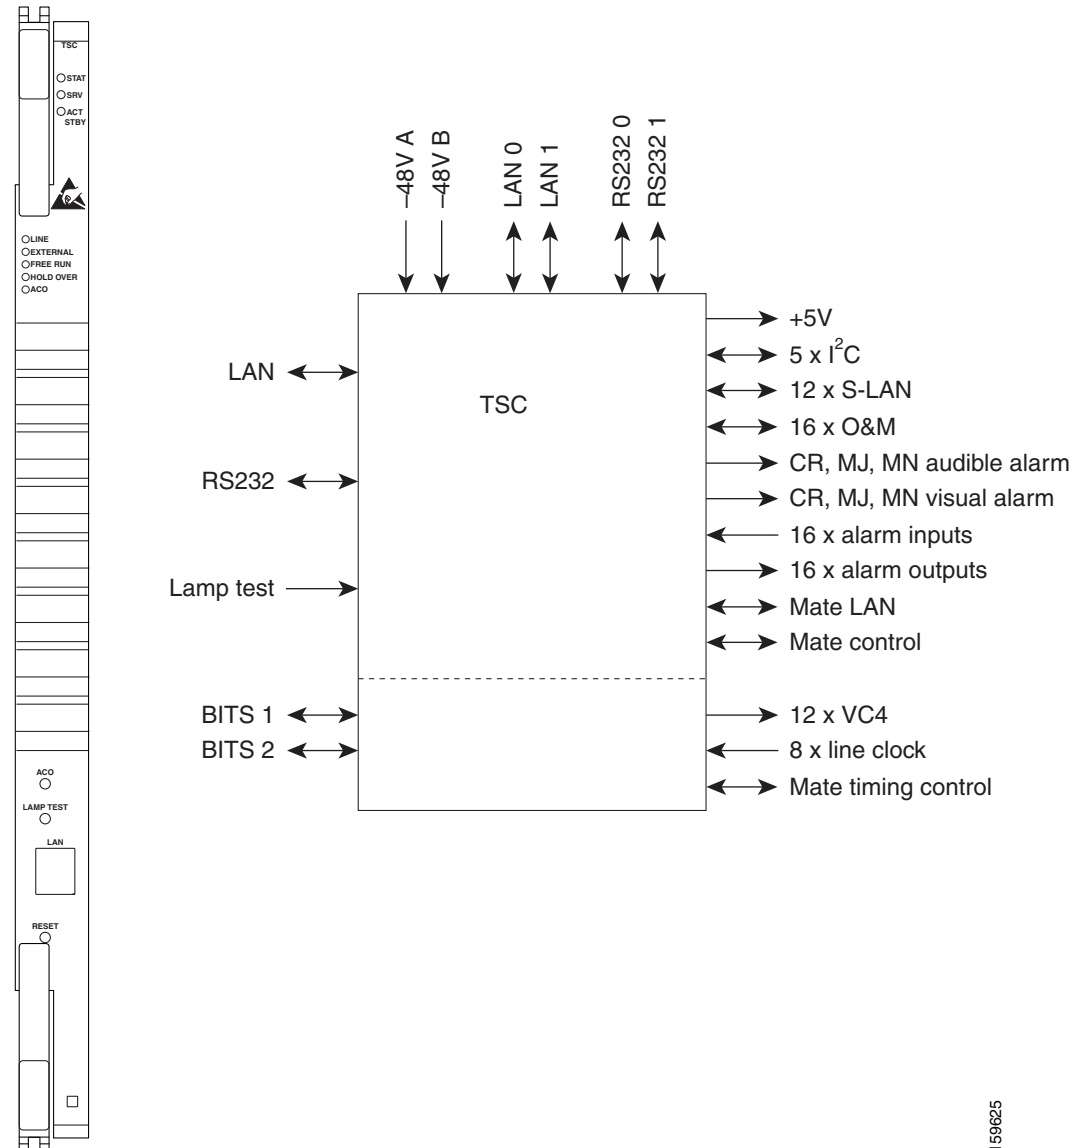 TSC
STAT
SRV
ACT
STBY
LINE
EXTERNAL
FREE RUN
HOLD OVER
ACO
ACO
LAMP TEST
LAN
RESET
–48V A
–48V B
LAN 0
LAN 1
RS232 0
RS232 1
LAN
RS232
Lamp test
BITS 1
BITS 2
TSC
+5V
5 x I²C
12 x S-LAN
16 x O&M
CR, MJ, MN audible alarm
CR, MJ, MN visual alarm
16 x alarm inputs
16 x alarm outputs
Mate LAN
Mate control
12 x VC4
8 x line clock
Mate timing control
159625